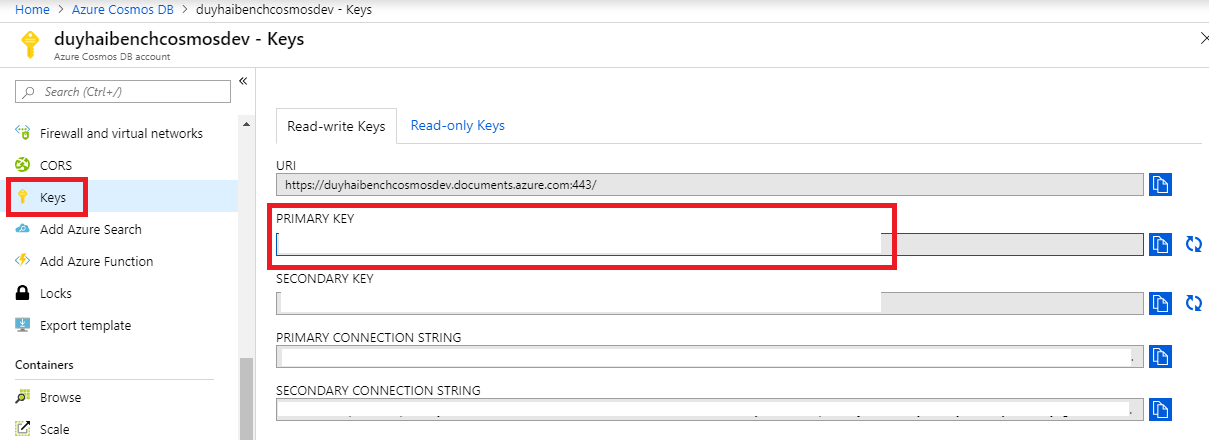 Home > Azure Cosmos DB > duyhaibenchcosmosdev - Keys
duyhaibenchcosmosdev - Keys
Azure Cosmos DB account
Search (Ctrl+/)
«
Firewall and virtual networks
CORS
Keys
Add Azure Search
Add Azure Function
Locks
Export template
Containers
Browse
Scale
Read-write Keys Read-only Keys
URI
https://duyhaibenchcosmosdev.documents.azure.com:443/
PRIMARY KEY
SECONDARY KEY
PRIMARY CONNECTION STRING
SECONDARY CONNECTION STRING